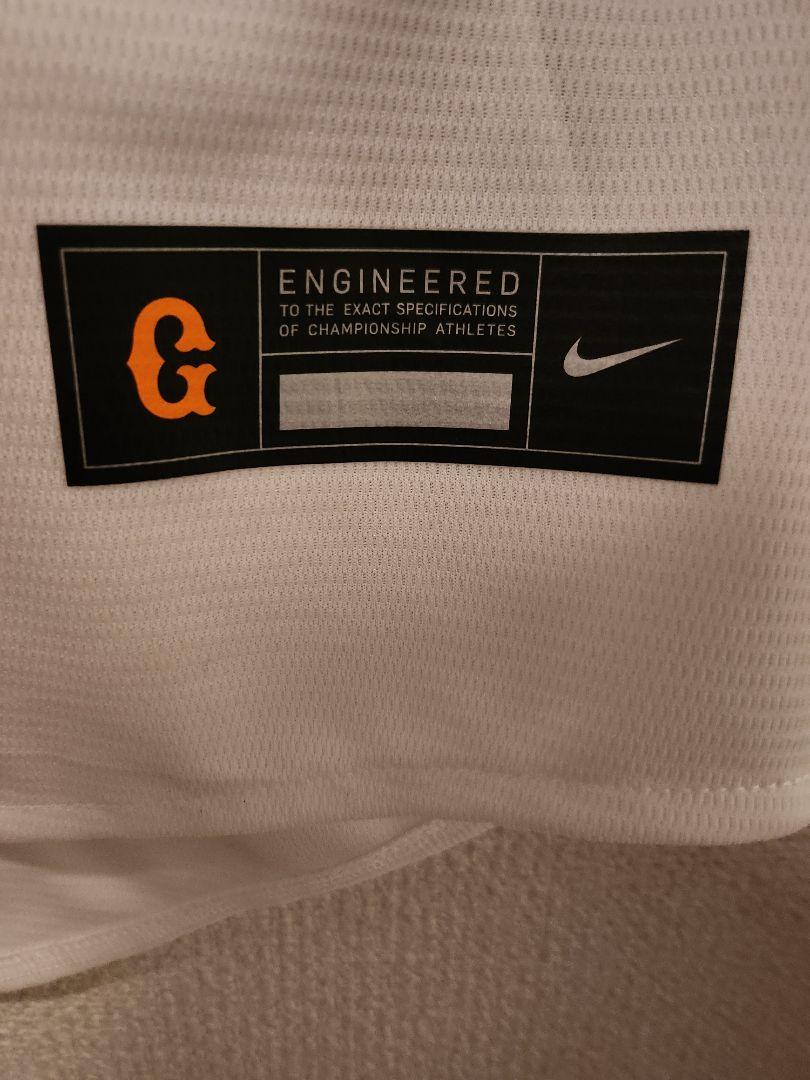 G
ENGINEERED
TO THE EXACT SPECIFICATIONS
OF CHAMPIONSHIP ATHLETES